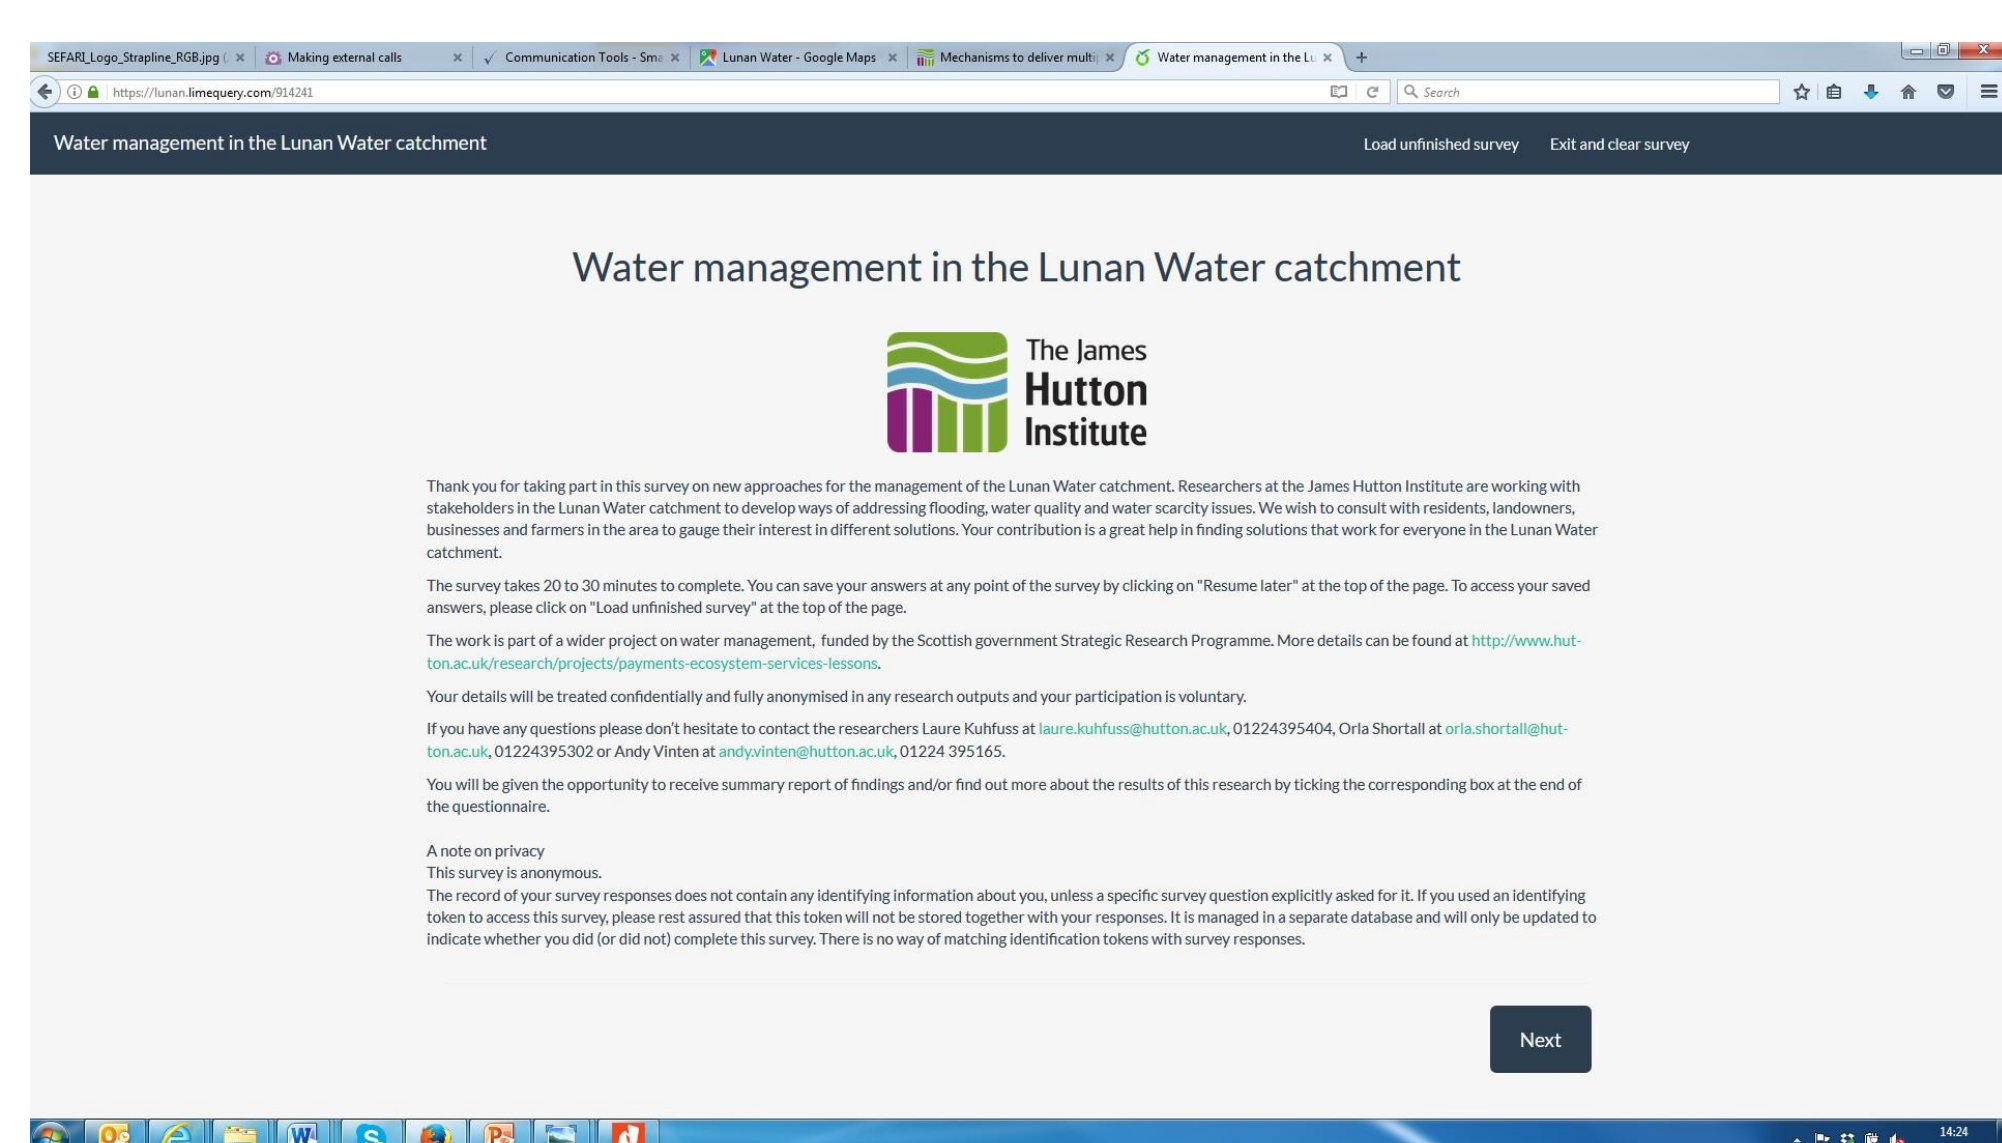 SEFARI_Logo_Strapline_RGB.jpg ( Making external calls Communication Tools - Sma Lunan Water - Google Maps Mechanisms to deliver multip Water management in the Lu
https://lunan.limequery.com/914241 Search
Water management in the Lunan Water catchment Load unfinished survey Exit and clear survey
Water management in the Lunan Water catchment
The James
Hutton
Institute
Thank you for taking part in this survey on new approaches for the management of the Lunan Water catchment. Researchers at the James Hutton Institute are working with
stakeholders in the Lunan Water catchment to develop ways of addressing flooding, water quality and water scarcity issues. We wish to consult with residents, landowners,
businesses and farmers in the area to gauge their interest in different solutions. Your contribution is a great help in finding solutions that work for everyone in the Lunan Water
catchment.
The survey takes 20 to 30 minutes to complete. You can save your answers at any point of the survey by clicking on "Resume later" at the top of the page. To access your saved
answers, please click on "Load unfinished survey" at the top of the page.
The work is part of a wider project on water management, funded by the Scottish government Strategic Research Programme. More details can be found at http://www.hut-
ton.ac.uk/research/projects/payments-ecosystem-services-lessons.
Your details will be treated confidentially and fully anonymised in any research outputs and your participation is voluntary.
If you have any questions please don't hesitate to contact the researchers Laure Kuhfuss at laure.kuhfuss@hutton.ac.uk, 01224395404, Orla Shortall at orla.shortall@hut-
ton.ac.uk, 01224395302 or Andy Vinten at andy.vinten@hutton.ac.uk, 01224 395165.
You will be given the opportunity to receive summary report of findings and/or find out more about the results of this research by ticking the corresponding box at the end of
the questionnaire.
A note on privacy
This survey is anonymous.
The record of your survey responses does not contain any identifying information about you, unless a specific survey question explicitly asked for it. If you used an identifying
token to access this survey, please rest assured that this token will not be stored together with your responses. It is managed in a separate database and will only be updated to
indicate whether you did (or did not) complete this survey. There is no way of matching identification tokens with survey responses.
Next
14:24